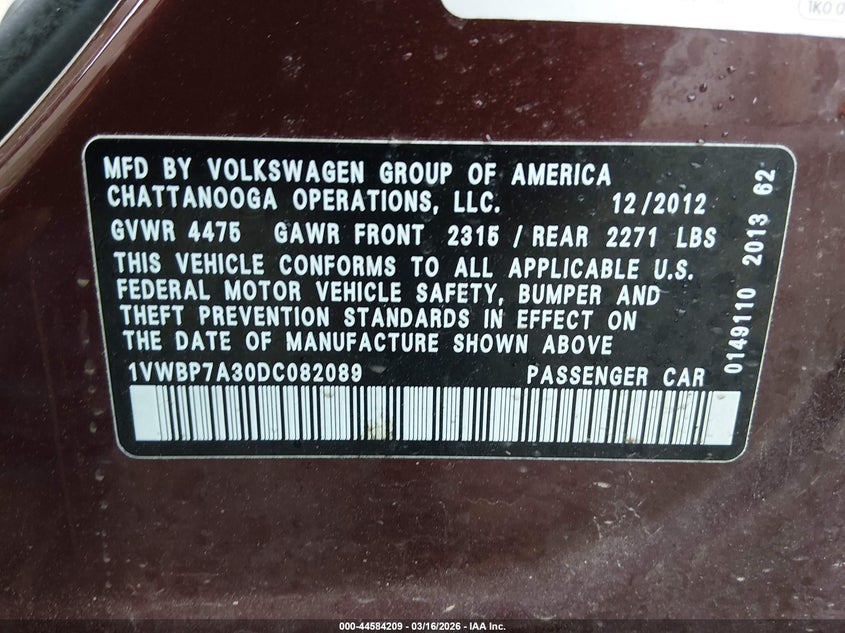 1K0 0
MFD BY VOLKSWAGEN GROUP OF AMERICA
CHATTANOOGA OPERATIONS, LLC. 12/2012
GVWR 4475 GAWR FRONT 2315 / REAR 2271 LBS
THIS VEHICLE CONFORMS TO ALL APPLICABLE U.S.
FEDERAL MOTOR VEHICLE SAFETY, BUMPER AND
THEFT PREVENTION STANDARDS IN EFFECT ON
THE DATE OF MANUFACTURE SHOWN ABOVE
1VWBP7A30DC082089 PASSENGER CAR
0149110 2013 62
000-44584209 - 03/16/2026 - IAA Inc.